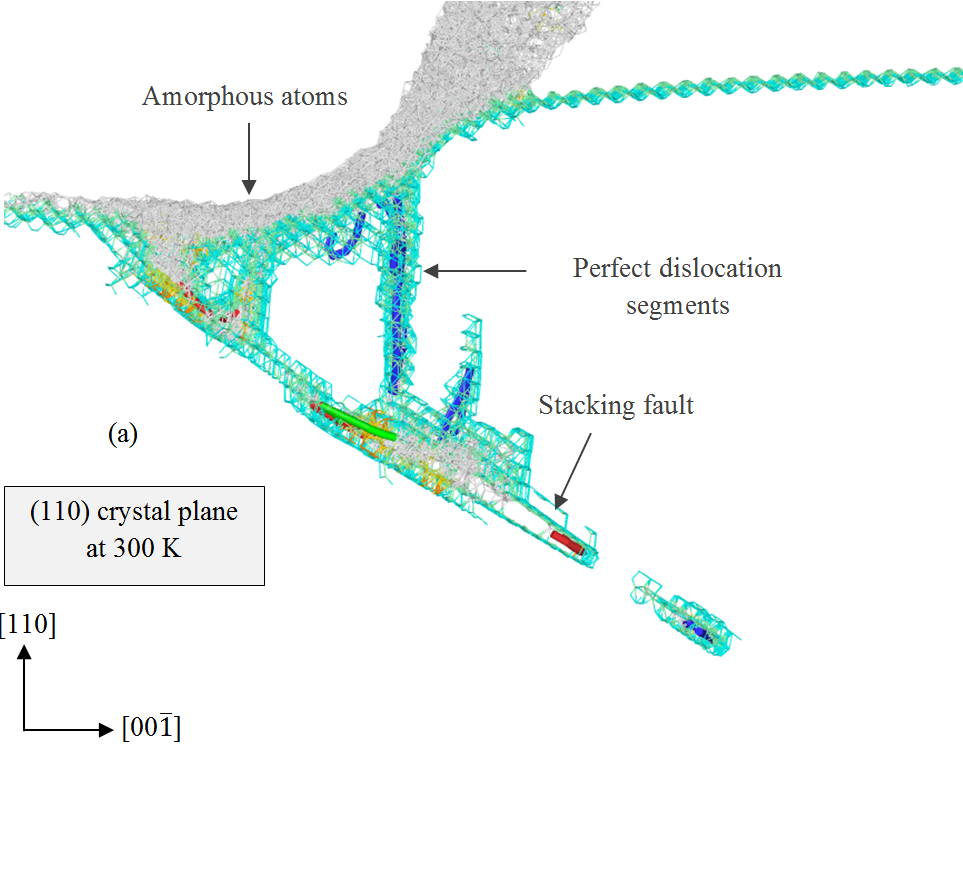 Amorphous atoms
Perfect dislocation
segments
Stacking fault
(a)
(110) crystal plane
at 300 K
[110]
[001̅]